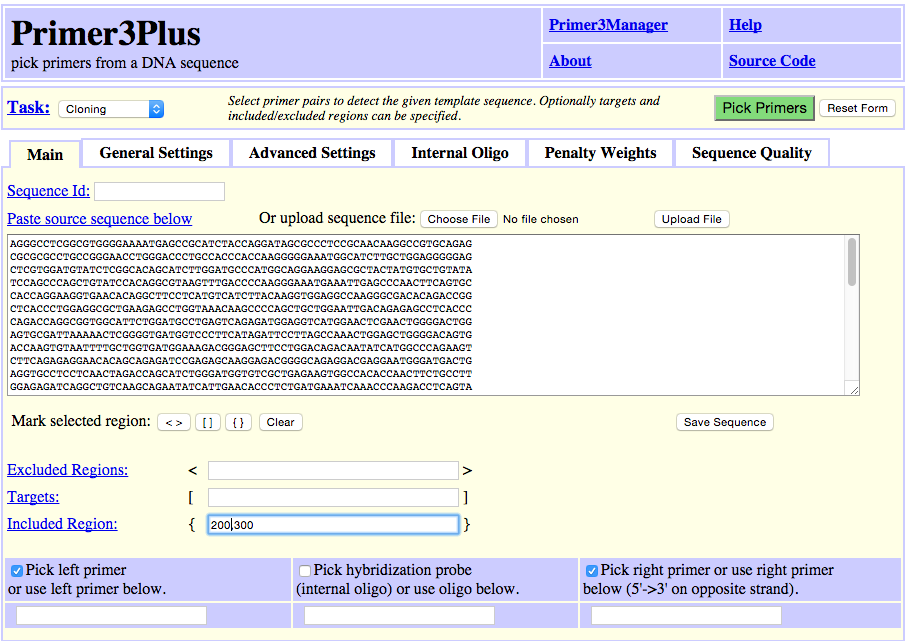 Primer3Plus
pick primers from a DNA sequence
Primer3Manager
Help
About
Source Code
Task: Cloning
Select primer pairs to detect the given template sequence. Optionally targets and
included/excluded regions can be specified.
Pick Primers Reset Form
Main General Settings Advanced Settings Internal Oligo Penalty Weights Sequence Quality
Sequence Id:
Paste source sequence below Or upload sequence file: Choose File No file chosen Upload File
AGGGCCTCGGCGTGGGGAAAATGAGCCGCATCTACCAGGATAGCGCCCTCCGCAACAAGGCCGTGCAGAG
CGCGCGCCTGCCGGGAACCTGGGACCCTGCCACCCACCAAGGGGGAAATGGCATCTTGCTGGAGGGGGAG
CTCGTGGATGTATCTCGGCACAGCATCTTGGATGCCCATGGCAGGAAGGAGCGCTACTATGTGCTGTATA
TCCAGCCCAGCTGTATCCACAGGCGTAAGTTTGACCCCAAGGGAAATGAAATTGAGCCCAACTTCAGTGC
CACCAGGAAGGTGAACACAGGCTTCCTCATGTCATCTTACAAGGTGGAGGCCAAGGGCGACACAGACCGG
CTCACCCTGGAGGCGCTGAAGAGCCTGGTAAACAAGCCCCAGCTGCTGGAATTGACAGAGAGCCTCACCC
CAGACCAGGCGGTGGCATTCTGGATGCCTGAGTCAGAGATGGAGGTCATGGAACTCGAACTGGGGACTGG
AGTGCGATTAAAAACTCGGGGTGATGGTCCCTTCATAGATTCCTTAGCCAAACTGGAGCTGGGGACAGTG
ACCAAGTGTAATTTTGCTGGTGATGGAAAGACGGGAGCTTCCTGGACAGACAATATCATGGCCCAGAAGT
CTTCAGAGAGGAACACAGCAGAGATCCGAGAGCAAGGAGACGGGGCAGAGGACGAGGAATGGGATGACTG
AGGTGCCTCCTCAACTAGACCAGCATCTGGGATGGTGTCGCTGAGAAGTGGCCACACCAACTTCTGCCTT
GGAGAGATCAGGCTGTCAAGCAGAATATCATTGAACACCCTCTGATGAAATCAAACCCAAGACCTCAGTA
Mark selected region: < > [ ] { } Clear Save Sequence
Excluded Regions: < >
Targets: [ ]
Included Region: { 200,300 }
Pick left primer
or use left primer below.
Pick hybridization probe
(internal oligo) or use oligo below.
Pick right primer or use right primer
below (5'->3' on opposite strand).